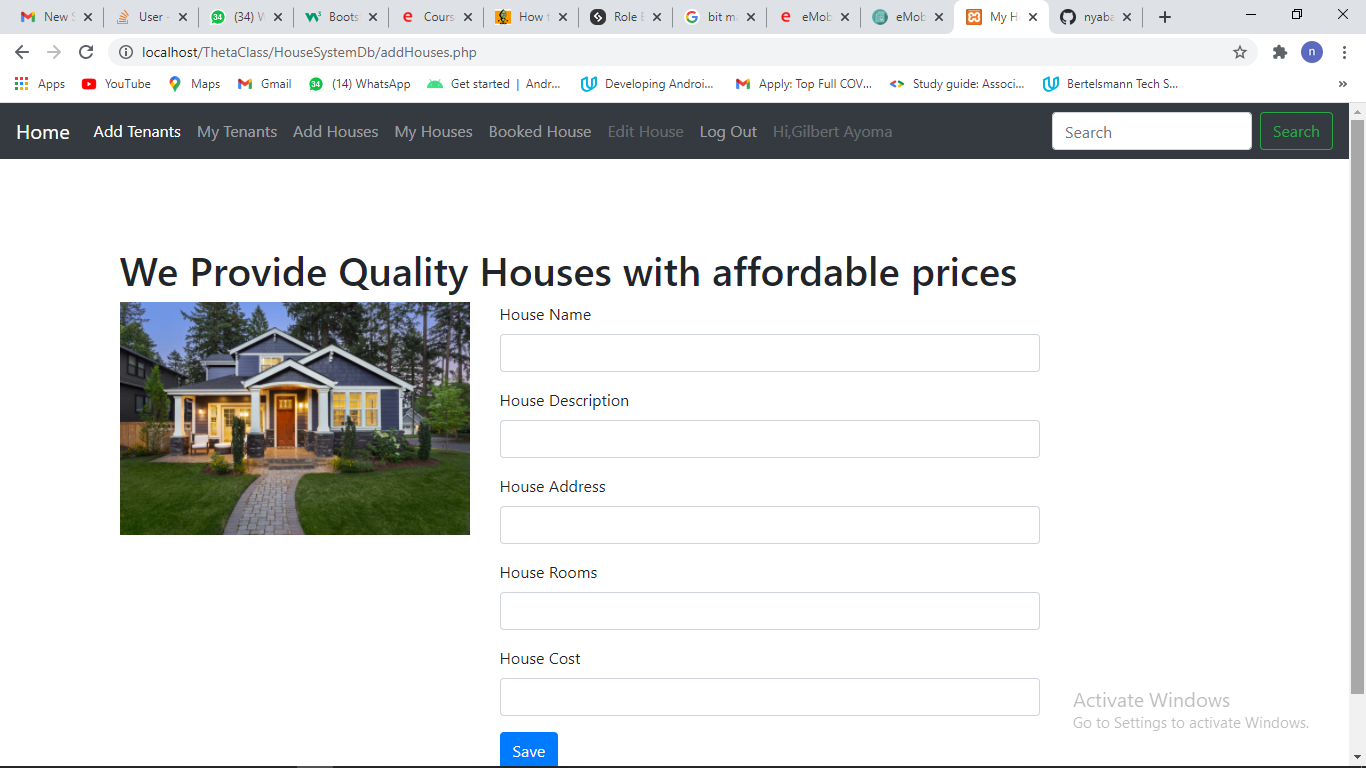 New S
User -
(34) W
Boots
Cours
How t
Role B
bit ma
eMob
eMob
My Ho
nyaba
localhost/ThetaClass/HouseSystemDb/addHouses.php
n
Apps
YouTube
Maps
Gmail
34
(14) WhatsApp
Get started | Andr...
Developing Androi...
Apply: Top Full COV...
Study guide: Associ...
Bertelsmann Tech S...
Home Add Tenants My Tenants Add Houses My Houses Booked House Edit House Log Out Hi,Gilbert Ayoma Search Search
We Provide Quality Houses with affordable prices
House Name
House Description
House Address
House Rooms
House Cost
Save
Activate Windows
Go to Settings to activate Windows.